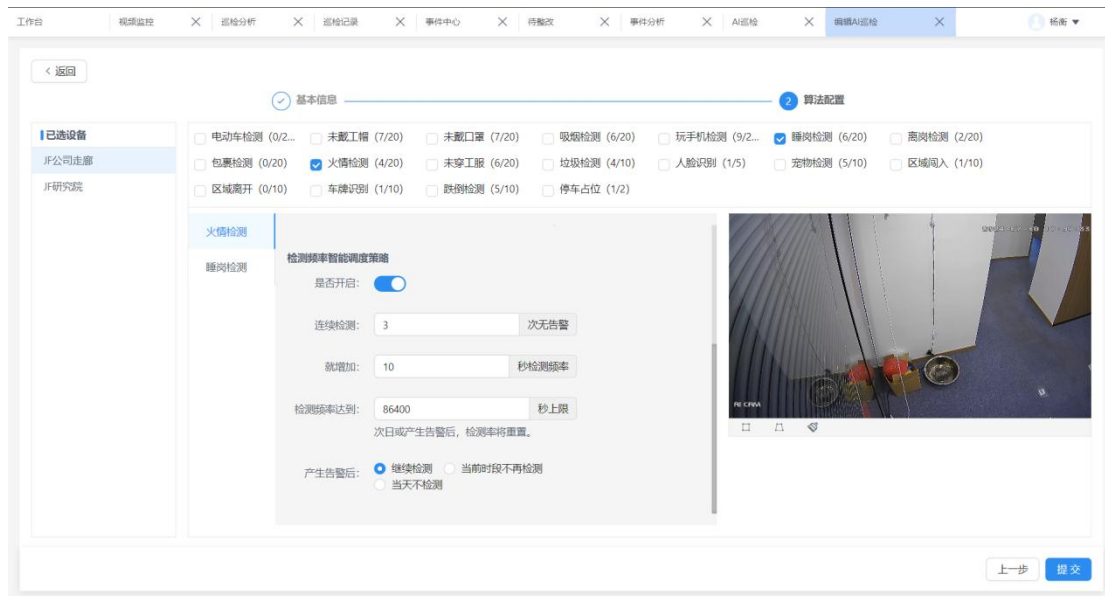 工作台 视频监控 巡检分析 巡检记录 事件中心 待整改 事件分析 AI巡检 编辑AI巡检 杨衡
返回
基本信息 2 算法配置
已选设备
JF公司走廊
JF研究院
电动车检测 (0/2... 未戴工帽 (7/20) 未戴口罩 (7/20) 吸烟检测 (6/20) 玩手机检测 (9/2... 睡岗检测 (6/20) 离岗检测 (2/20)
包裹检测 (0/20) 火情检测 (4/20) 未穿工服 (6/20) 垃圾检测 (4/10) 人脸识别 (1/5) 宠物检测 (5/10) 区域闯入 (1/10)
区域离开 (0/10) 车牌识别 (1/10) 跌倒检测 (5/10) 停车占位 (1/2)
火情检测
睡岗检测
检测频率智能调度策略
是否开启:
连续检测: 3 次无告警
就增加: 10 秒检测频率
检测频率达到: 86400 秒上限
次日或产生告警后，检测率将重置。
产生告警后: 继续检测 当前时段不再检测
当天不检测
上一步 提交